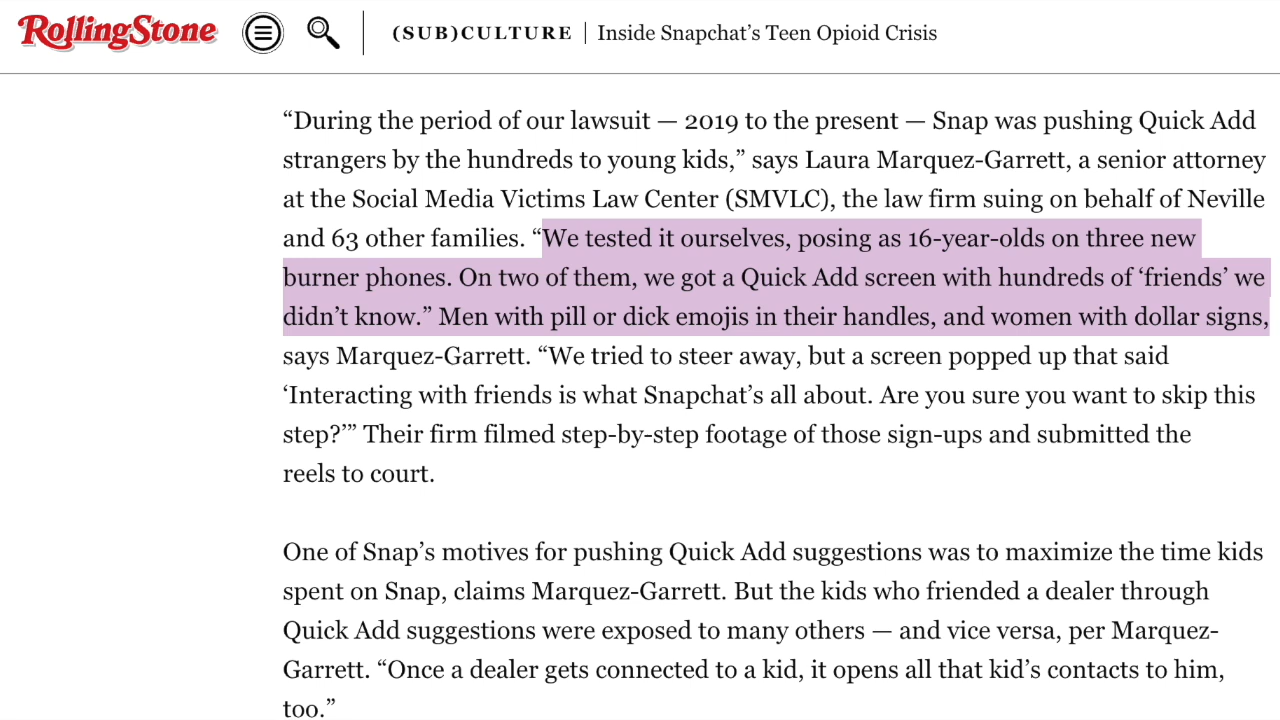 RollingStone (SUB)CULTURE | Inside Snapchat’s Teen Opioid Crisis
“During the period of our lawsuit — 2019 to the present — Snap was pushing Quick Add
strangers by the hundreds to young kids,” says Laura Marquez-Garrett, a senior attorney
at the Social Media Victims Law Center (SMVLC), the law firm suing on behalf of Neville
and 63 other families. “We tested it ourselves, posing as 16-year-olds on three new
burner phones. On two of them, we got a Quick Add screen with hundreds of ‘friends’ we
didn’t know.” Men with pill or dick emojis in their handles, and women with dollar signs,
says Marquez-Garrett. “We tried to steer away, but a screen popped up that said
‘Interacting with friends is what Snapchat’s all about. Are you sure you want to skip this
step?’” Their firm filmed step-by-step footage of those sign-ups and submitted the
reels to court.
One of Snap’s motives for pushing Quick Add suggestions was to maximize the time kids
spent on Snap, claims Marquez-Garrett. But the kids who friended a dealer through
Quick Add suggestions were exposed to many others — and vice versa, per Marquez-
Garrett. “Once a dealer gets connected to a kid, it opens all that kid’s contacts to him,
too.”